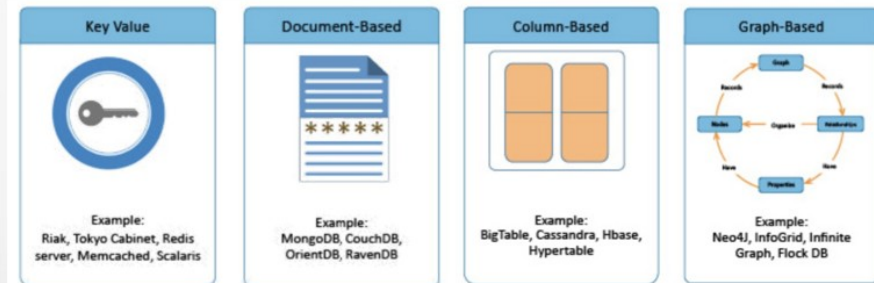 Key Value
Example:
Riak, Tokyo Cabinet, Redis
server, Memcached, Scalaris
Document-Based
*****
Example:
MongoDB, CouchDB,
OrientDB, RavenDB
Column-Based
Example:
BigTable, Cassandra, Hbase,
Hypertable
Graph-Based
Graph
Records
Records
Nodes
Organize
Relationships
Have
Have
Properties
Example:
Neo4J, InfoGrid, Infinite
Graph, Flock DB